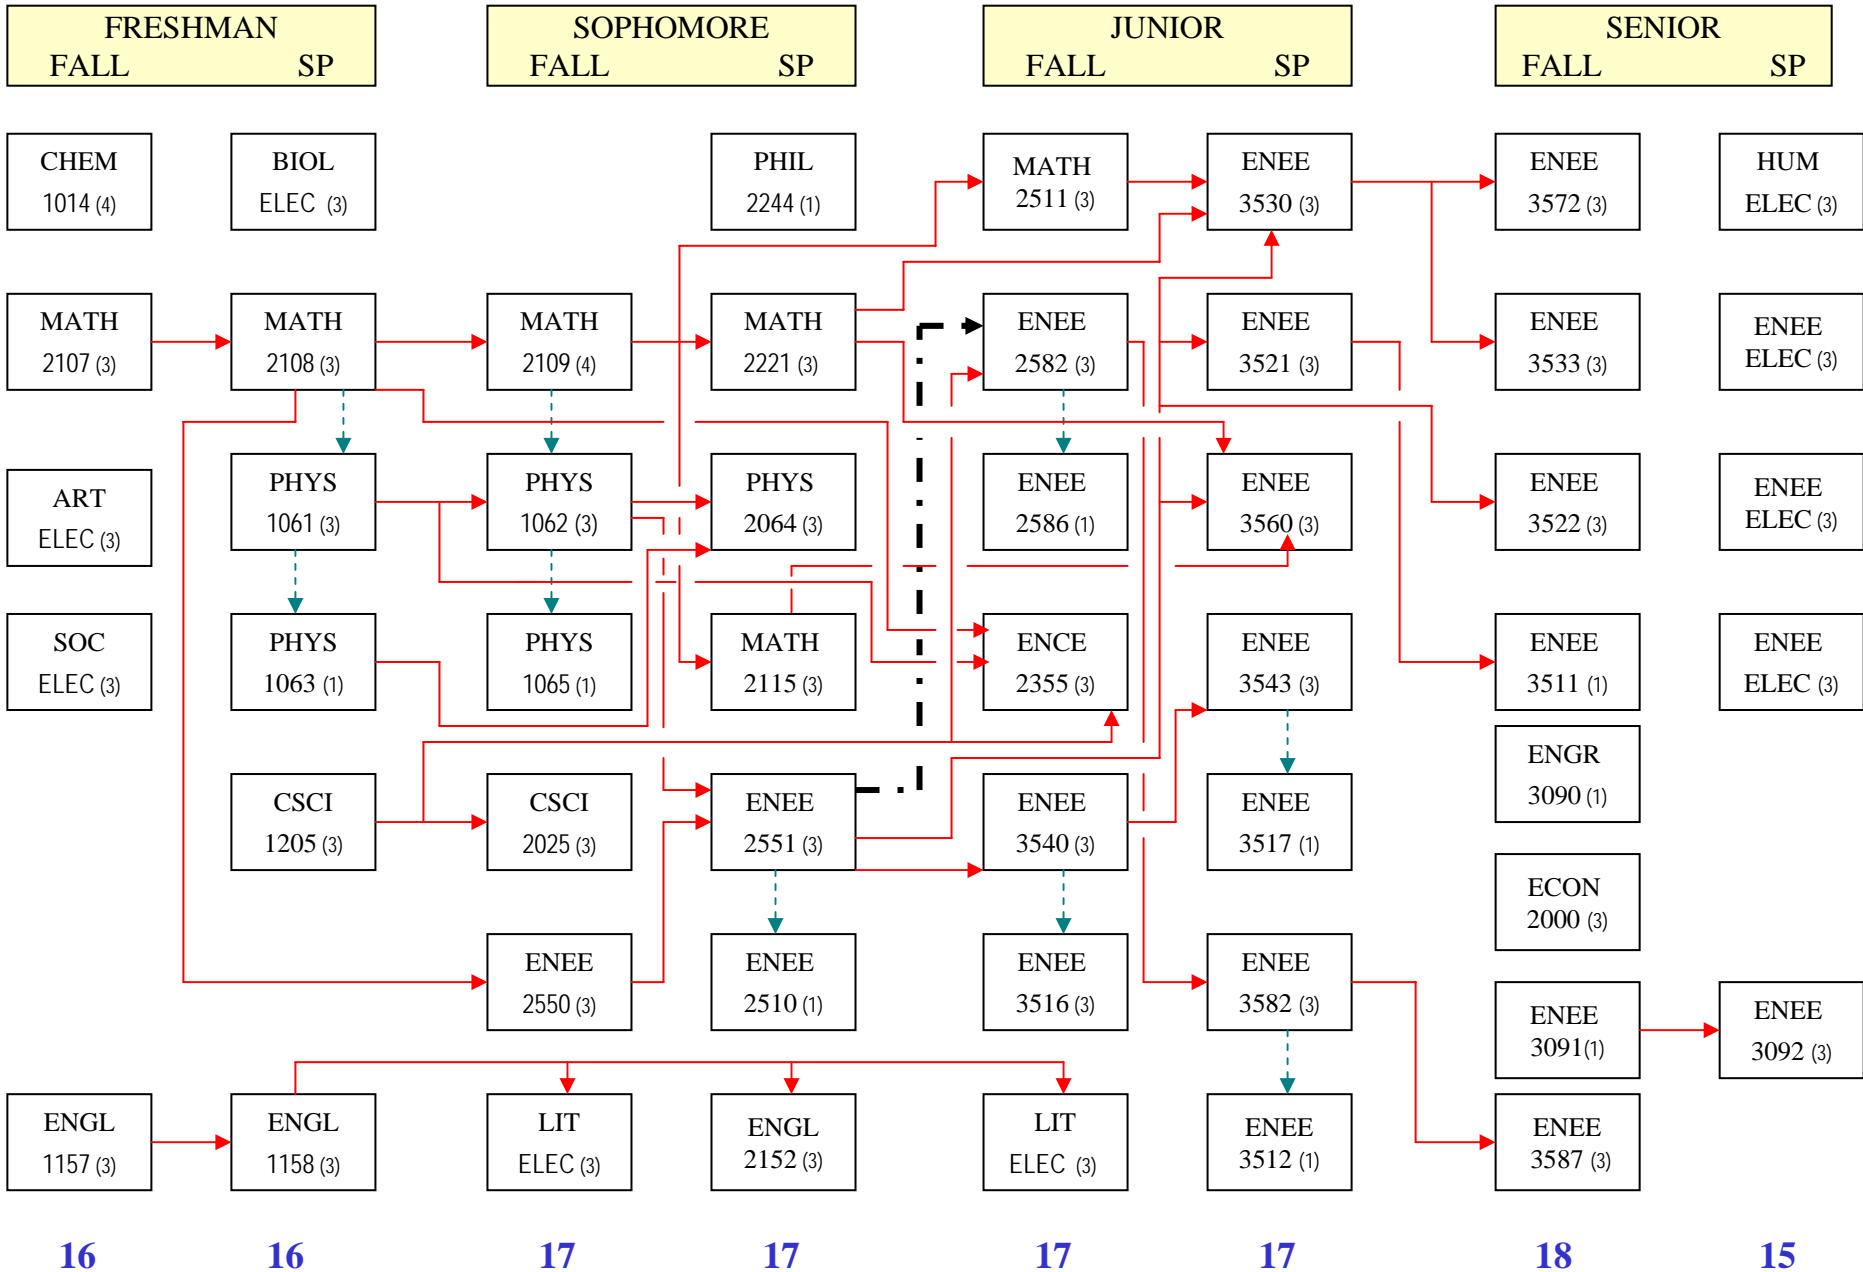 FRESHMAN
FALL SP
SOPHOMORE
FALL SP
JUNIOR
FALL SP
SENIOR
FALL SP
CHEM
1014 (4)
BIOL
ELEC (3)
PHIL
2244 (1)
MATH
2511 (3)
ENEE
3530 (3)
ENEE
3572 (3)
HUM
ELEC (3)
MATH
2107 (3)
MATH
2108 (3)
MATH
2109 (4)
MATH
2221 (3)
ENEE
2582 (3)
ENEE
3521 (3)
ENEE
3533 (3)
ENEE
ELEC (3)
ART
ELEC (3)
PHYS
1061 (3)
PHYS
1062 (3)
PHYS
2064 (3)
ENEE
2586 (1)
ENEE
3560 (3)
ENEE
3522 (3)
ENEE
ELEC (3)
SOC
ELEC (3)
PHYS
1063 (1)
PHYS
1065 (1)
MATH
2115 (3)
ENCE
2355 (3)
ENEE
3543 (3)
ENEE
3511 (1)
ENEE
ELEC (3)
ENGR
3090 (1)
CSCI
1205 (3)
CSCI
2025 (3)
ENEE
2551 (3)
ENEE
3540 (3)
ENEE
3517 (1)
ECON
2000 (3)
ENEE
2550 (3)
ENEE
2510 (1)
ENEE
3516 (3)
ENEE
3582 (3)
ENEE
3091(1)
ENEE
3092 (3)
ENGL
1157 (3)
ENGL
1158 (3)
LIT
ELEC (3)
ENGL
2152 (3)
LIT
ELEC (3)
ENEE
3512 (1)
ENEE
3587 (3)
16 16 17 17 17 17 18 15